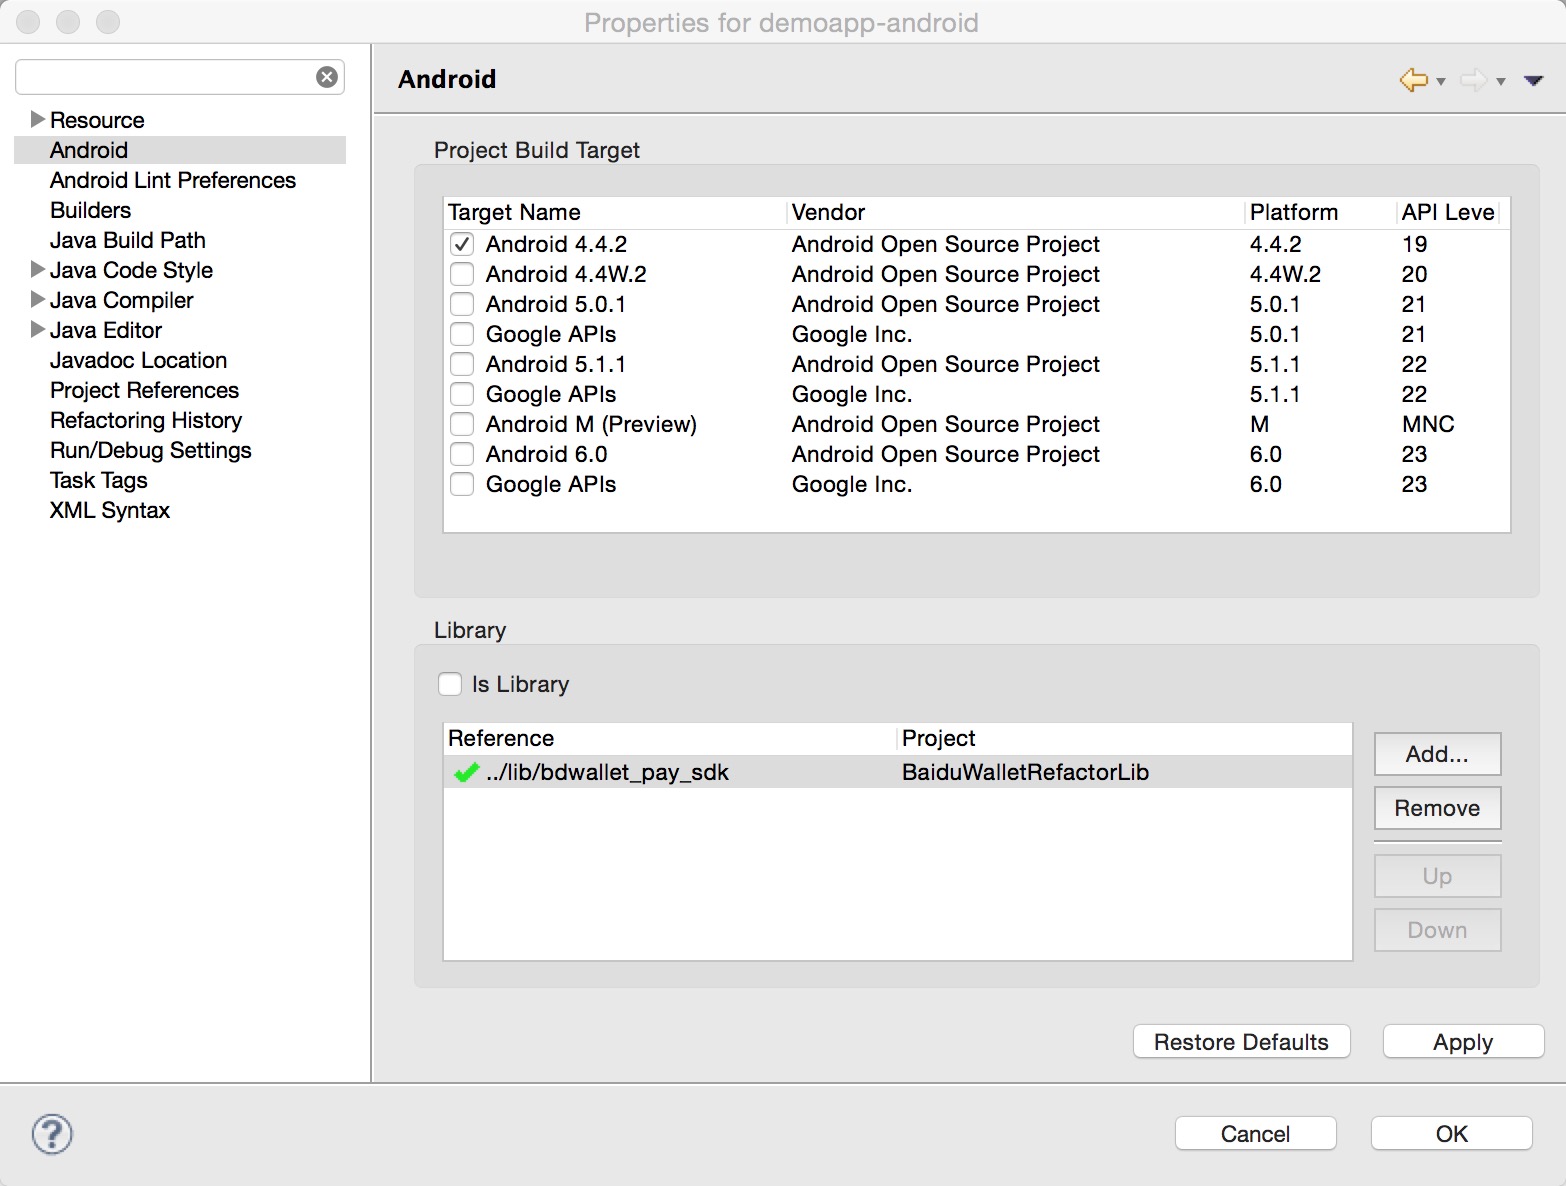 Properties for demoapp-android
Android
Resource
Android
Android Lint Preferences
Builders
Java Build Path
Java Code Style
Java Compiler
Java Editor
Javadoc Location
Project References
Refactoring History
Run/Debug Settings
Task Tags
XML Syntax
Project Build Target
Target Name Vendor Platform API Leve
Android 4.4.2 Android Open Source Project 4.4.2 19
Android 4.4W.2 Android Open Source Project 4.4W.2 20
Android 5.0.1 Android Open Source Project 5.0.1 21
Google APIs Google Inc. 5.0.1 21
Android 5.1.1 Android Open Source Project 5.1.1 22
Google APIs Google Inc. 5.1.1 22
Android M (Preview) Android Open Source Project M MNC
Android 6.0 Android Open Source Project 6.0 23
Google APIs Google Inc. 6.0 23
Library
Is Library
Reference Project
../lib/bdwallet_pay_sdk BaiduWalletRefactorLib
Add...
Remove
Up
Down
Restore Defaults Apply
? Cancel OK